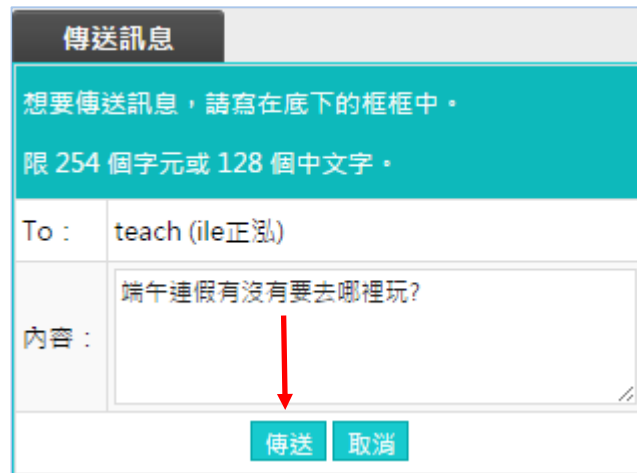 傳送訊息
想要傳送訊息，請寫在底下的框框中。
限 254 個字元或 128 個中文字。
To： teach (ile正泓)
內容： 端午連假有沒有要去哪裡玩?
傳送 取消